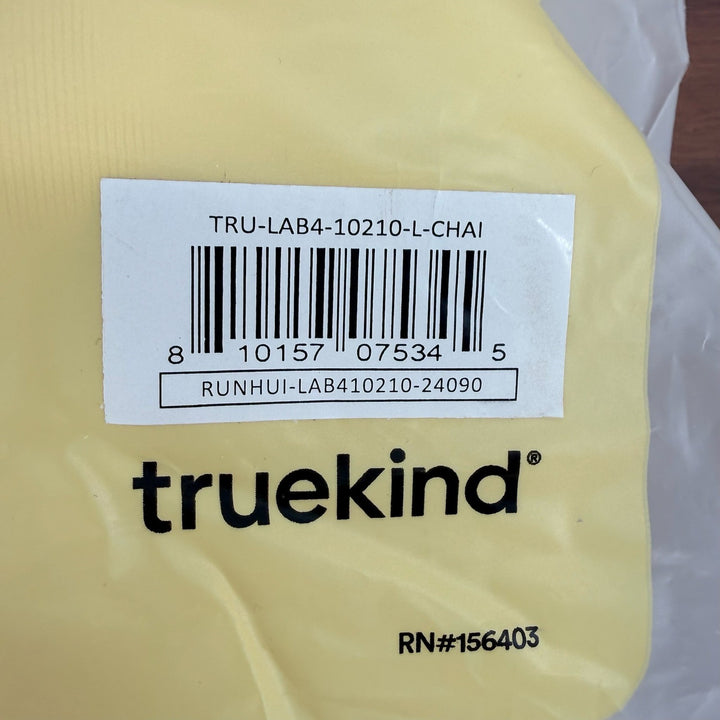 TRU-LAB4-10210-L-CHAI
8 10157 07534 5
RUNHUI-LAB410210-24090
truekind®
RN#156403